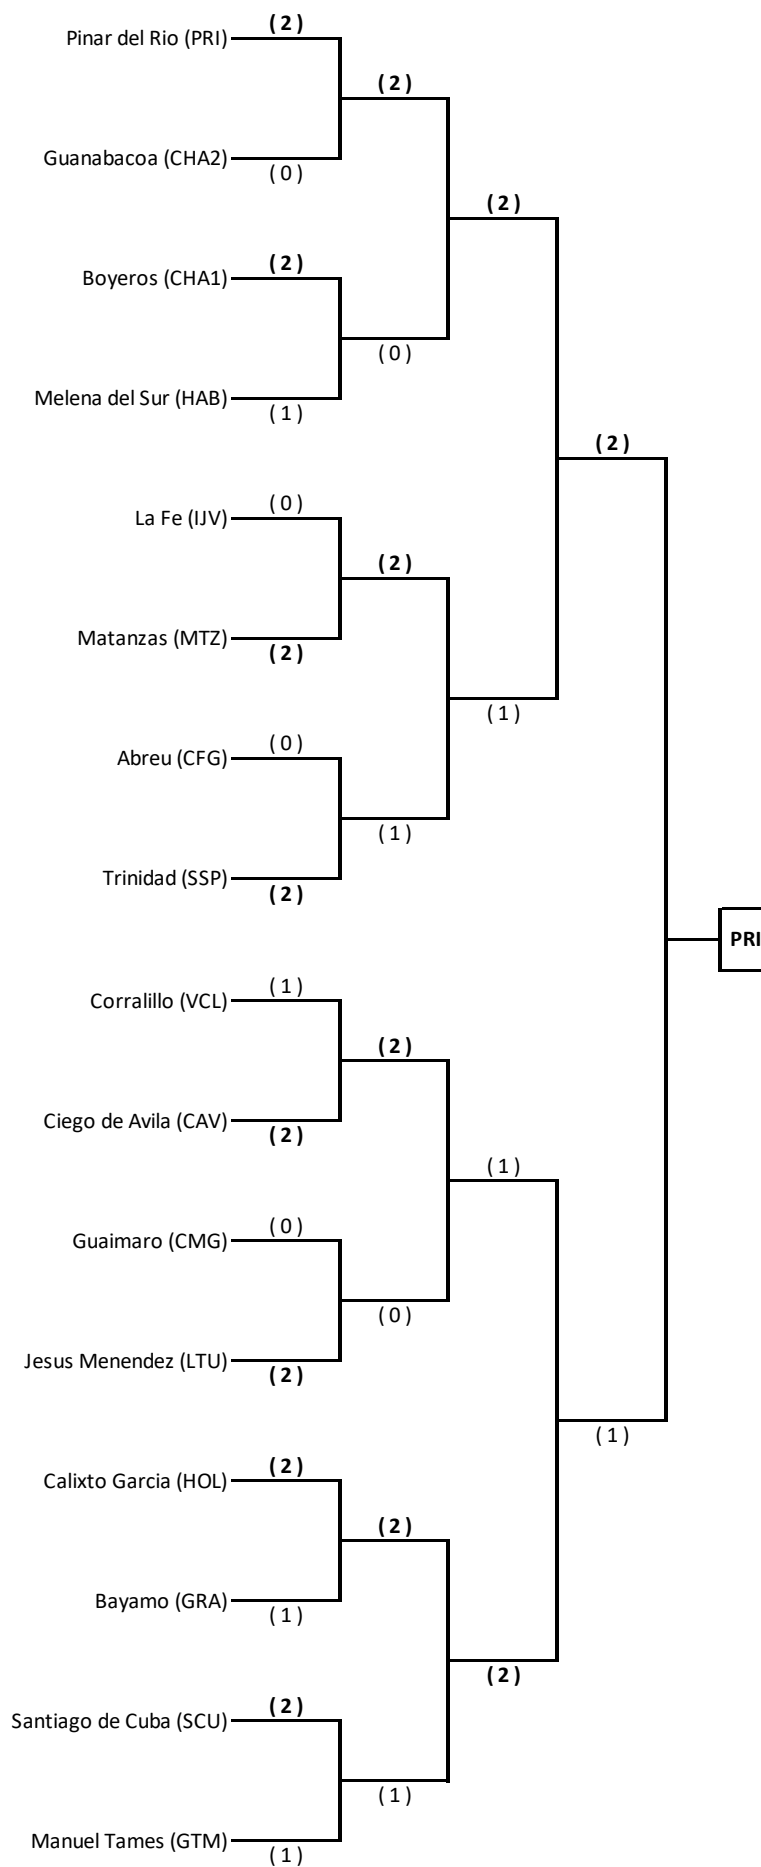 ( 2 )
Pinar del Rio (PRI)
( 2 )
Guanabacoa (CHA2)
( 0 )
( 2 )
( 2 )
Boyeros (CHA1)
( 0 )
Melena del Sur (HAB)
( 1 )
( 2 )
( 0 )
La Fe (IJV)
( 2 )
Matanzas (MTZ)
( 2 )
( 1 )
( 0 )
Abreu (CFG)
( 1 )
Trinidad (SSP)
( 2 )
PRI
( 1 )
Corralillo (VCL)
( 2 )
Ciego de Avila (CAV)
( 2 )
( 1 )
( 0 )
Guaimaro (CMG)
( 0 )
Jesus Menendez (LTU)
( 2 )
( 1 )
( 2 )
Calixto Garcia (HOL)
( 2 )
Bayamo (GRA)
( 1 )
( 2 )
( 2 )
Santiago de Cuba (SCU)
( 1 )
Manuel Tames (GTM)
( 1 )